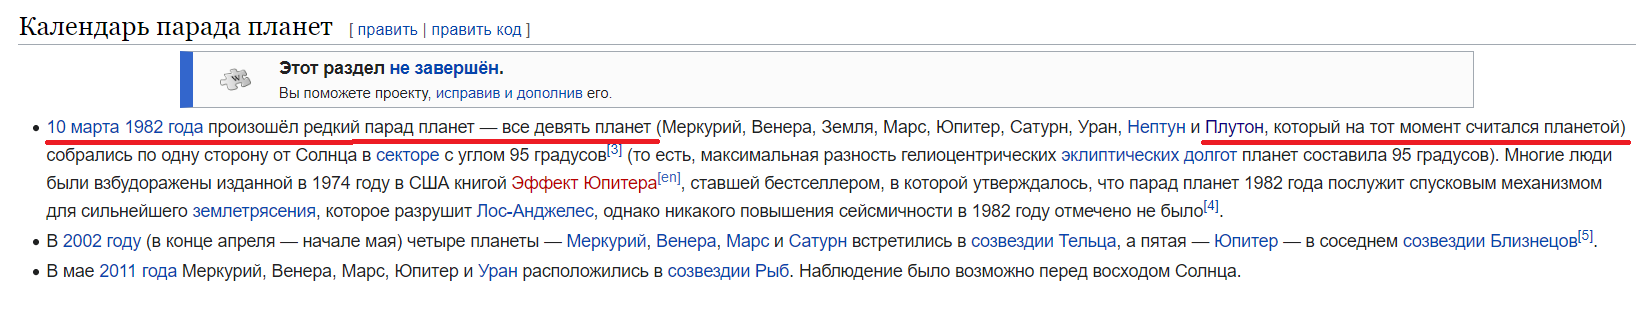 Календарь парада планет [ править | править код ]
Этот раздел не завершён.
Вы поможете проекту, исправив и дополнив его.
• 10 марта 1982 года произошёл редкий парад планет — все девять планет (Меркурий, Венера, Земля, Марс, Юпитер, Сатурн, Уран, Нептун и Плутон, который на тот момент считался планетой)
собрались по одну сторону от Солнца в секторе с углом 95 градусов[3] (то есть, максимальная разность гелиоцентрических эклиптических долгот планет составила 95 градусов). Многие люди
были взбудоражены изданной в 1974 году в США книгой Эффект Юпитера[en], ставшей бестселлером, в которой утверждалось, что парад планет 1982 года послужит спусковым механизмом
для сильнейшего землетрясения, которое разрушит Лос-Анджелес, однако никакого повышения сейсмичности в 1982 году отмечено не было[4].
• В 2002 году (в конце апреля — начале мая) четыре планеты — Меркурий, Венера, Марс и Сатурн встретились в созвездии Тельца, а пятая — Юпитер — в соседнем созвездии Близнецов[5].
• В мае 2011 года Меркурий, Венера, Марс, Юпитер и Уран расположились в созвездии Рыб. Наблюдение было возможно перед восходом Солнца.